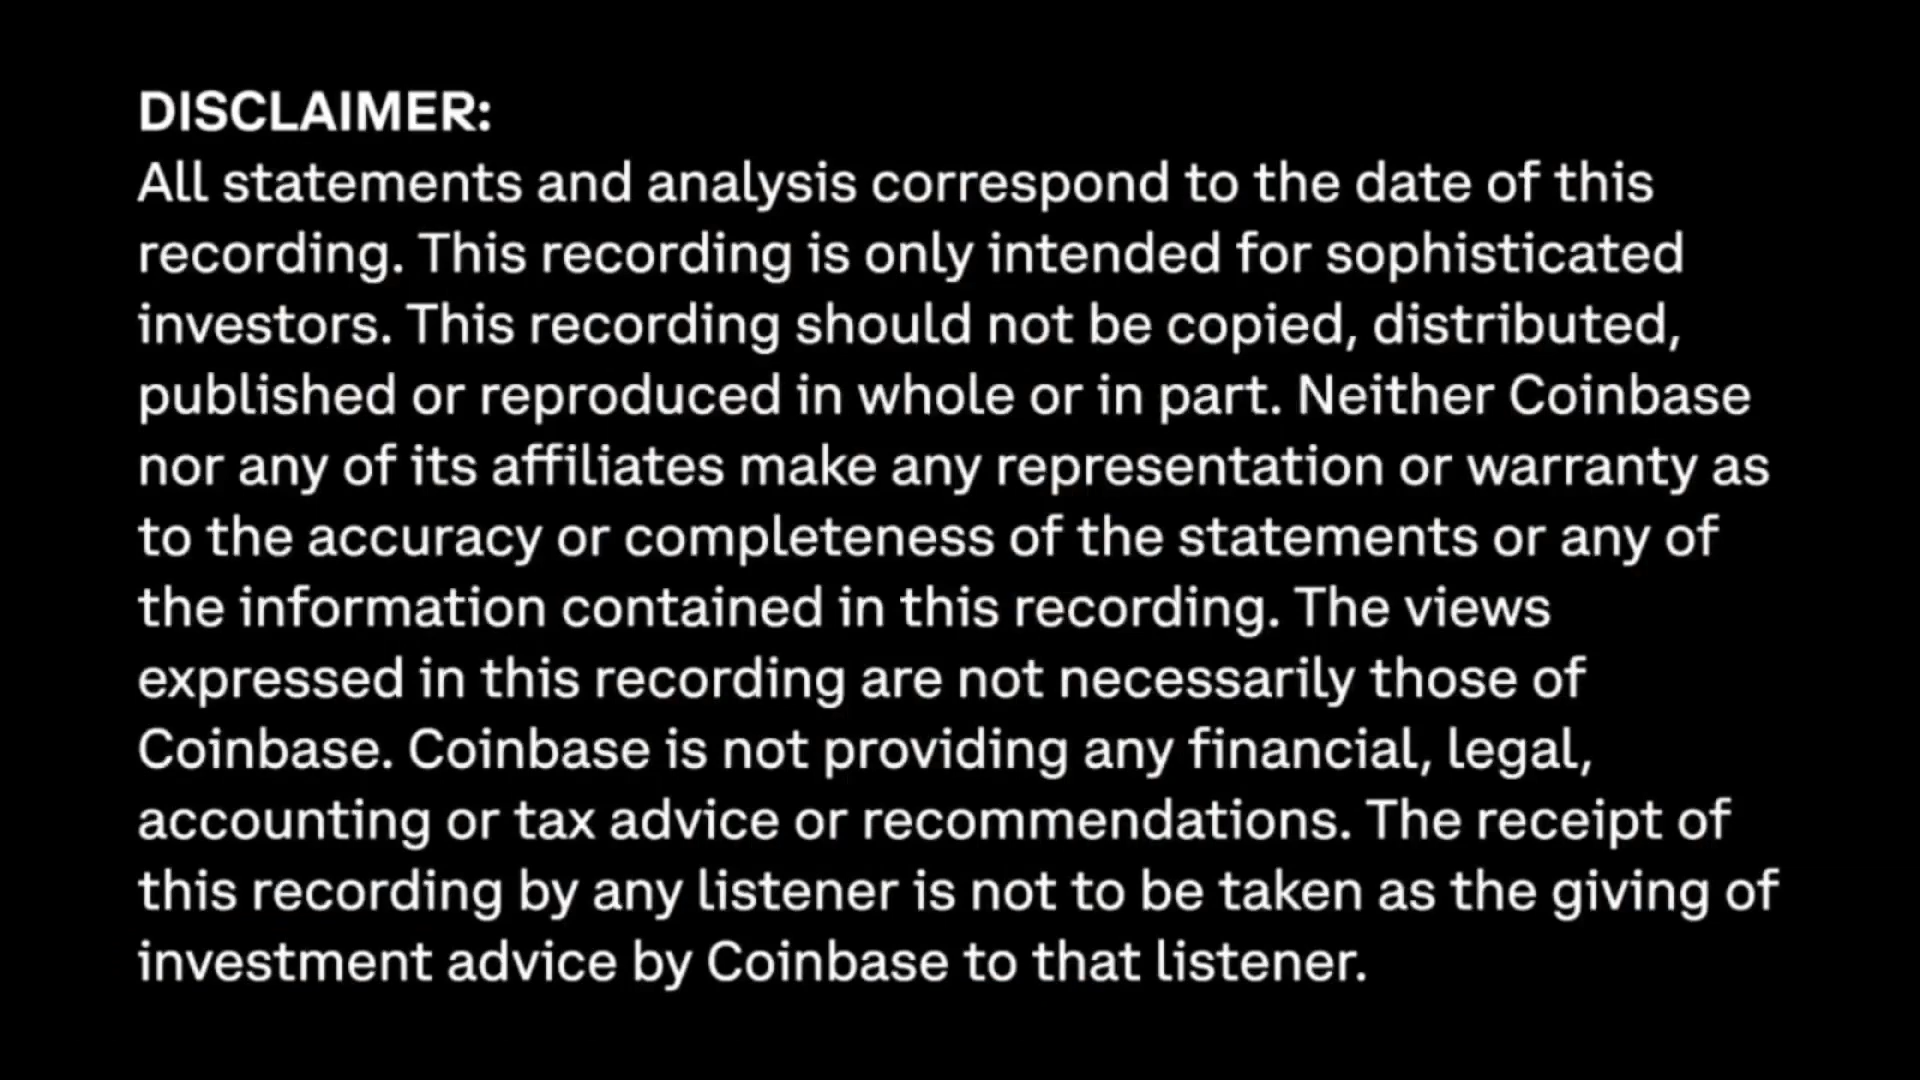 DISCLAIMER:
All statements and analysis correspond to the date of this
recording. This recording is only intended for sophisticated
investors. This recording should not be copied, distributed,
published or reproduced in whole or in part. Neither Coinbase
nor any of its affiliates make any representation or warranty as
to the accuracy or completeness of the statements or any of
the information contained in this recording. The views
expressed in this recording are not necessarily those of
Coinbase. Coinbase is not providing any financial, legal,
accounting or tax advice or recommendations. The receipt of
this recording by any listener is not to be taken as the giving of
investment advice by Coinbase to that listener.